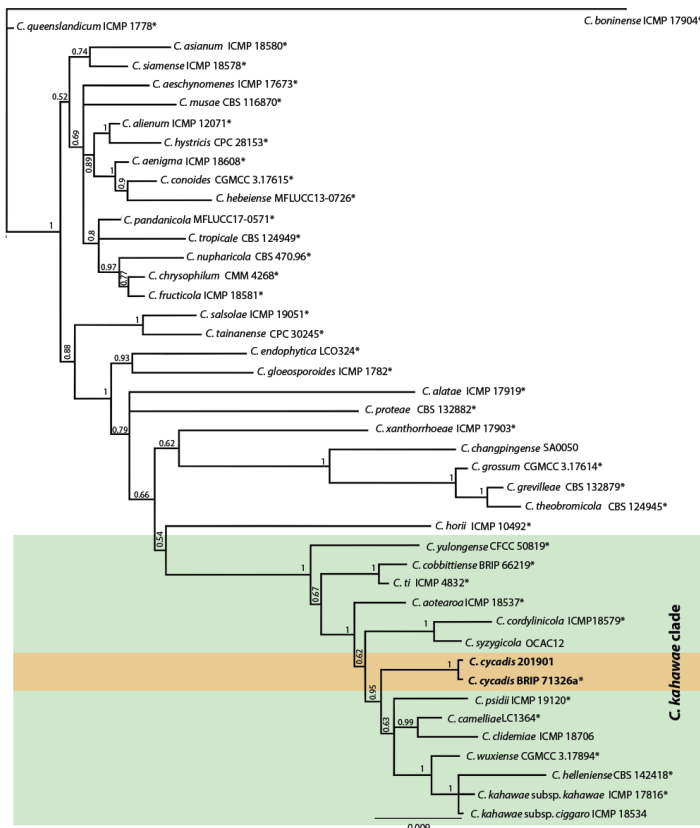 C. boninense ICMP 17904*
C. queenslandicum ICMP 1778*
C. asianum ICMP 18580*
0.74
C. siamense ICMP 18578*
C. aeschynomenes ICMP 17673*
0.52
C. musae CBS 116870*
C. alienum ICMP 12071*
1
0.69
C. hystricis CPC 28153*
0.89
C. aenigma ICMP 18608*
1
C. conoides CGMCC 3.17615*
0.9
C. hebeiense MFLUCC13-0726*
C. pandanicola MFLUCC17-0571*
1
0.8
C. tropicale CBS 124949*
C. nupharicola CBS 470.96*
0.97
C. chrysophilum CMM 4268*
0.77
C. fructicola ICMP 18581*
C. salsolae ICMP 19051*
1
C. tainanense CPC 30245*
0.88
C. endophytica LCO324*
0.93
C. gloeosporoides ICMP 1782*
C. alatae ICMP 17919*
1
C. proteae CBS 132882*
0.79
C. xanthorrhoeae ICMP 17903*
0.62
C. changpingense SA0050
1
C. grossum CGMCC 3.17614*
1
C. grevilleae CBS 132879*
1
C. theobromicola CBS 124945*
0.66
C. horii ICMP 10492*
0.54
C. yulongense CFCC 50819*
C. cobbittiense BRIP 66219*
1
1
C. ti ICMP 4832*
0.67
C. aotearoa ICMP 18537*
C. cordylinicola ICMP18579*
1
1
C. syzygicola OCAC12
0.62
C. cycadis 201901
1
C. cycadis BRIP 71326a*
0.95
C. psidii ICMP 19120*
C. camelliae LC1364*
0.63
0.99
C. clidemiae ICMP 18706
C. wuxiense CGMCC 3.17894*
1
C. helleniense CBS 142418*
1
C. kahawae subsp. kahawae ICMP 17816*
C. kahawae subsp. ciggaro ICMP 18534
0.009
C. kahawae clade